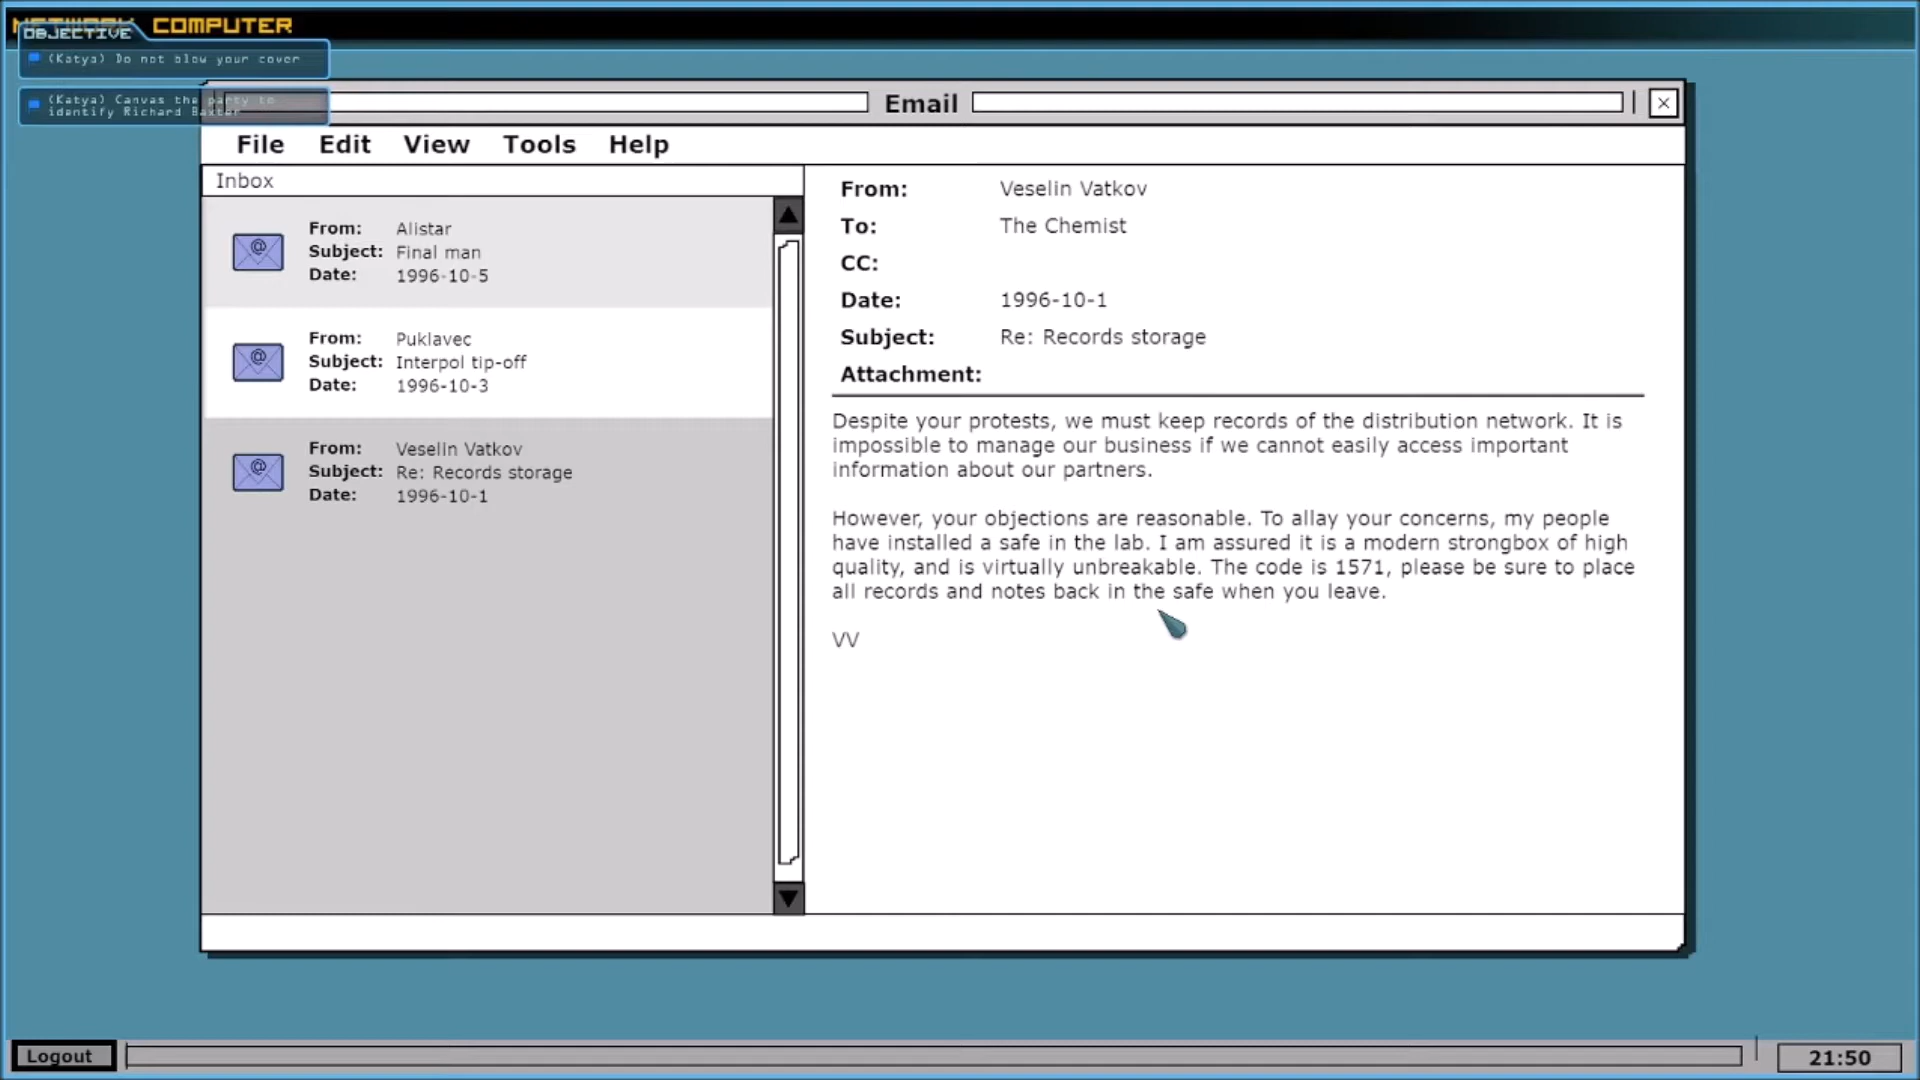 NETWORK COMPUTER
OBJECTIVE
(Katya) Do not blow your cover
(Katya) Canvas the party to
identify Richard Baxter
Email
File Edit View Tools Help
Inbox
From: Alistar
Subject: Final man
Date: 1996-10-5
From: Puklavec
Subject: Interpol tip-off
Date: 1996-10-3
From: Veselin Vatkov
Subject: Re: Records storage
Date: 1996-10-1
From: Veselin Vatkov
To: The Chemist
CC:
Date: 1996-10-1
Subject: Re: Records storage
Attachment:
Despite your protests, we must keep records of the distribution network. It is
impossible to manage our business if we cannot easily access important
information about our partners.
However, your objections are reasonable. To allay your concerns, my people
have installed a safe in the lab. I am assured it is a modern strongbox of high
quality, and is virtually unbreakable. The code is 1571, please be sure to place
all records and notes back in the safe when you leave.
VV
Logout
21:50